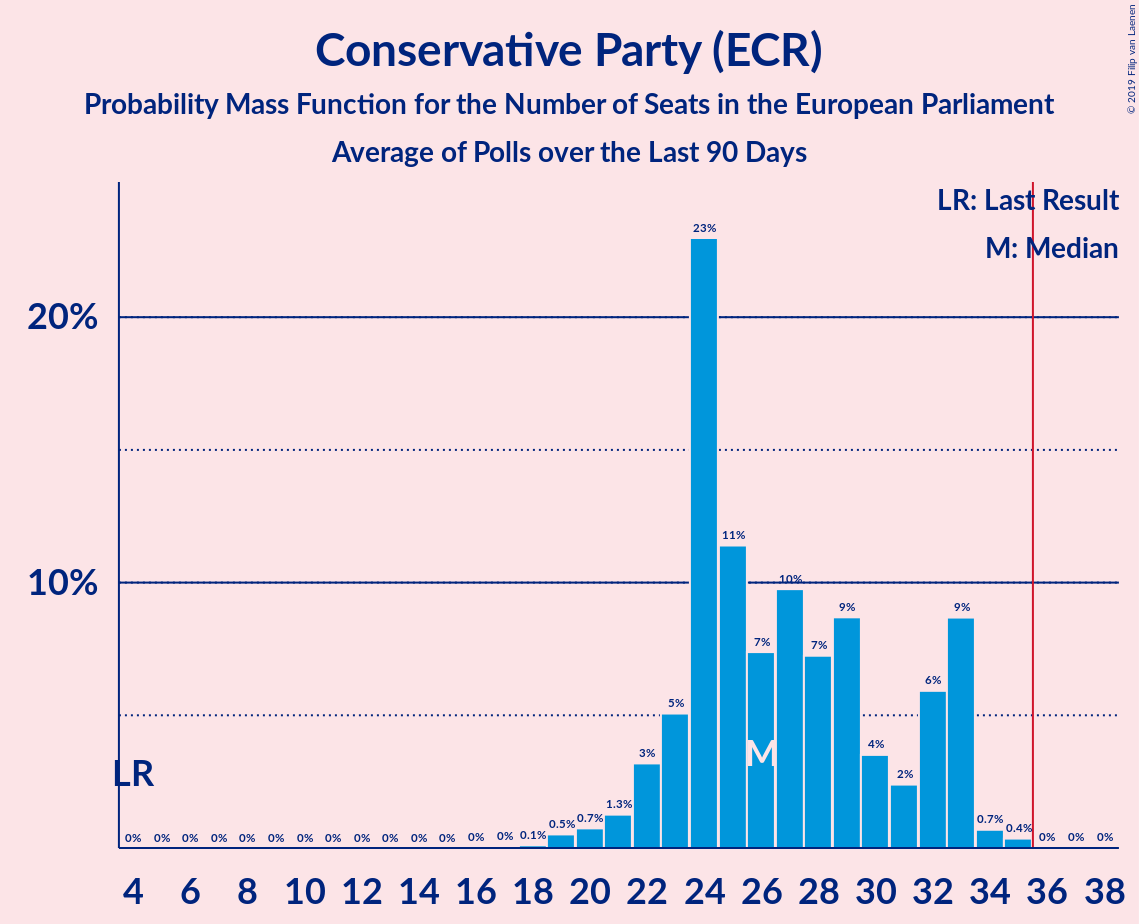 Conservative Party (ECR)
Probability Mass Function for the Number of Seats in the European Parliament
Average of Polls over the Last 90 Days
© 2019 Filip van Laenen
LR: Last Result
M: Median
20%
10%
LR
M
0% 0% 0% 0% 0% 0% 0% 0% 0% 0% 0% 0% 0% 0% 0.1% 0.5% 0.7% 1.3% 3% 5% 23% 11% 7% 10% 7% 9% 4% 2% 6% 9% 0.7% 0.4% 0% 0% 0%
4 6 8 10 12 14 16 18 20 22 24 26 28 30 32 34 36 38